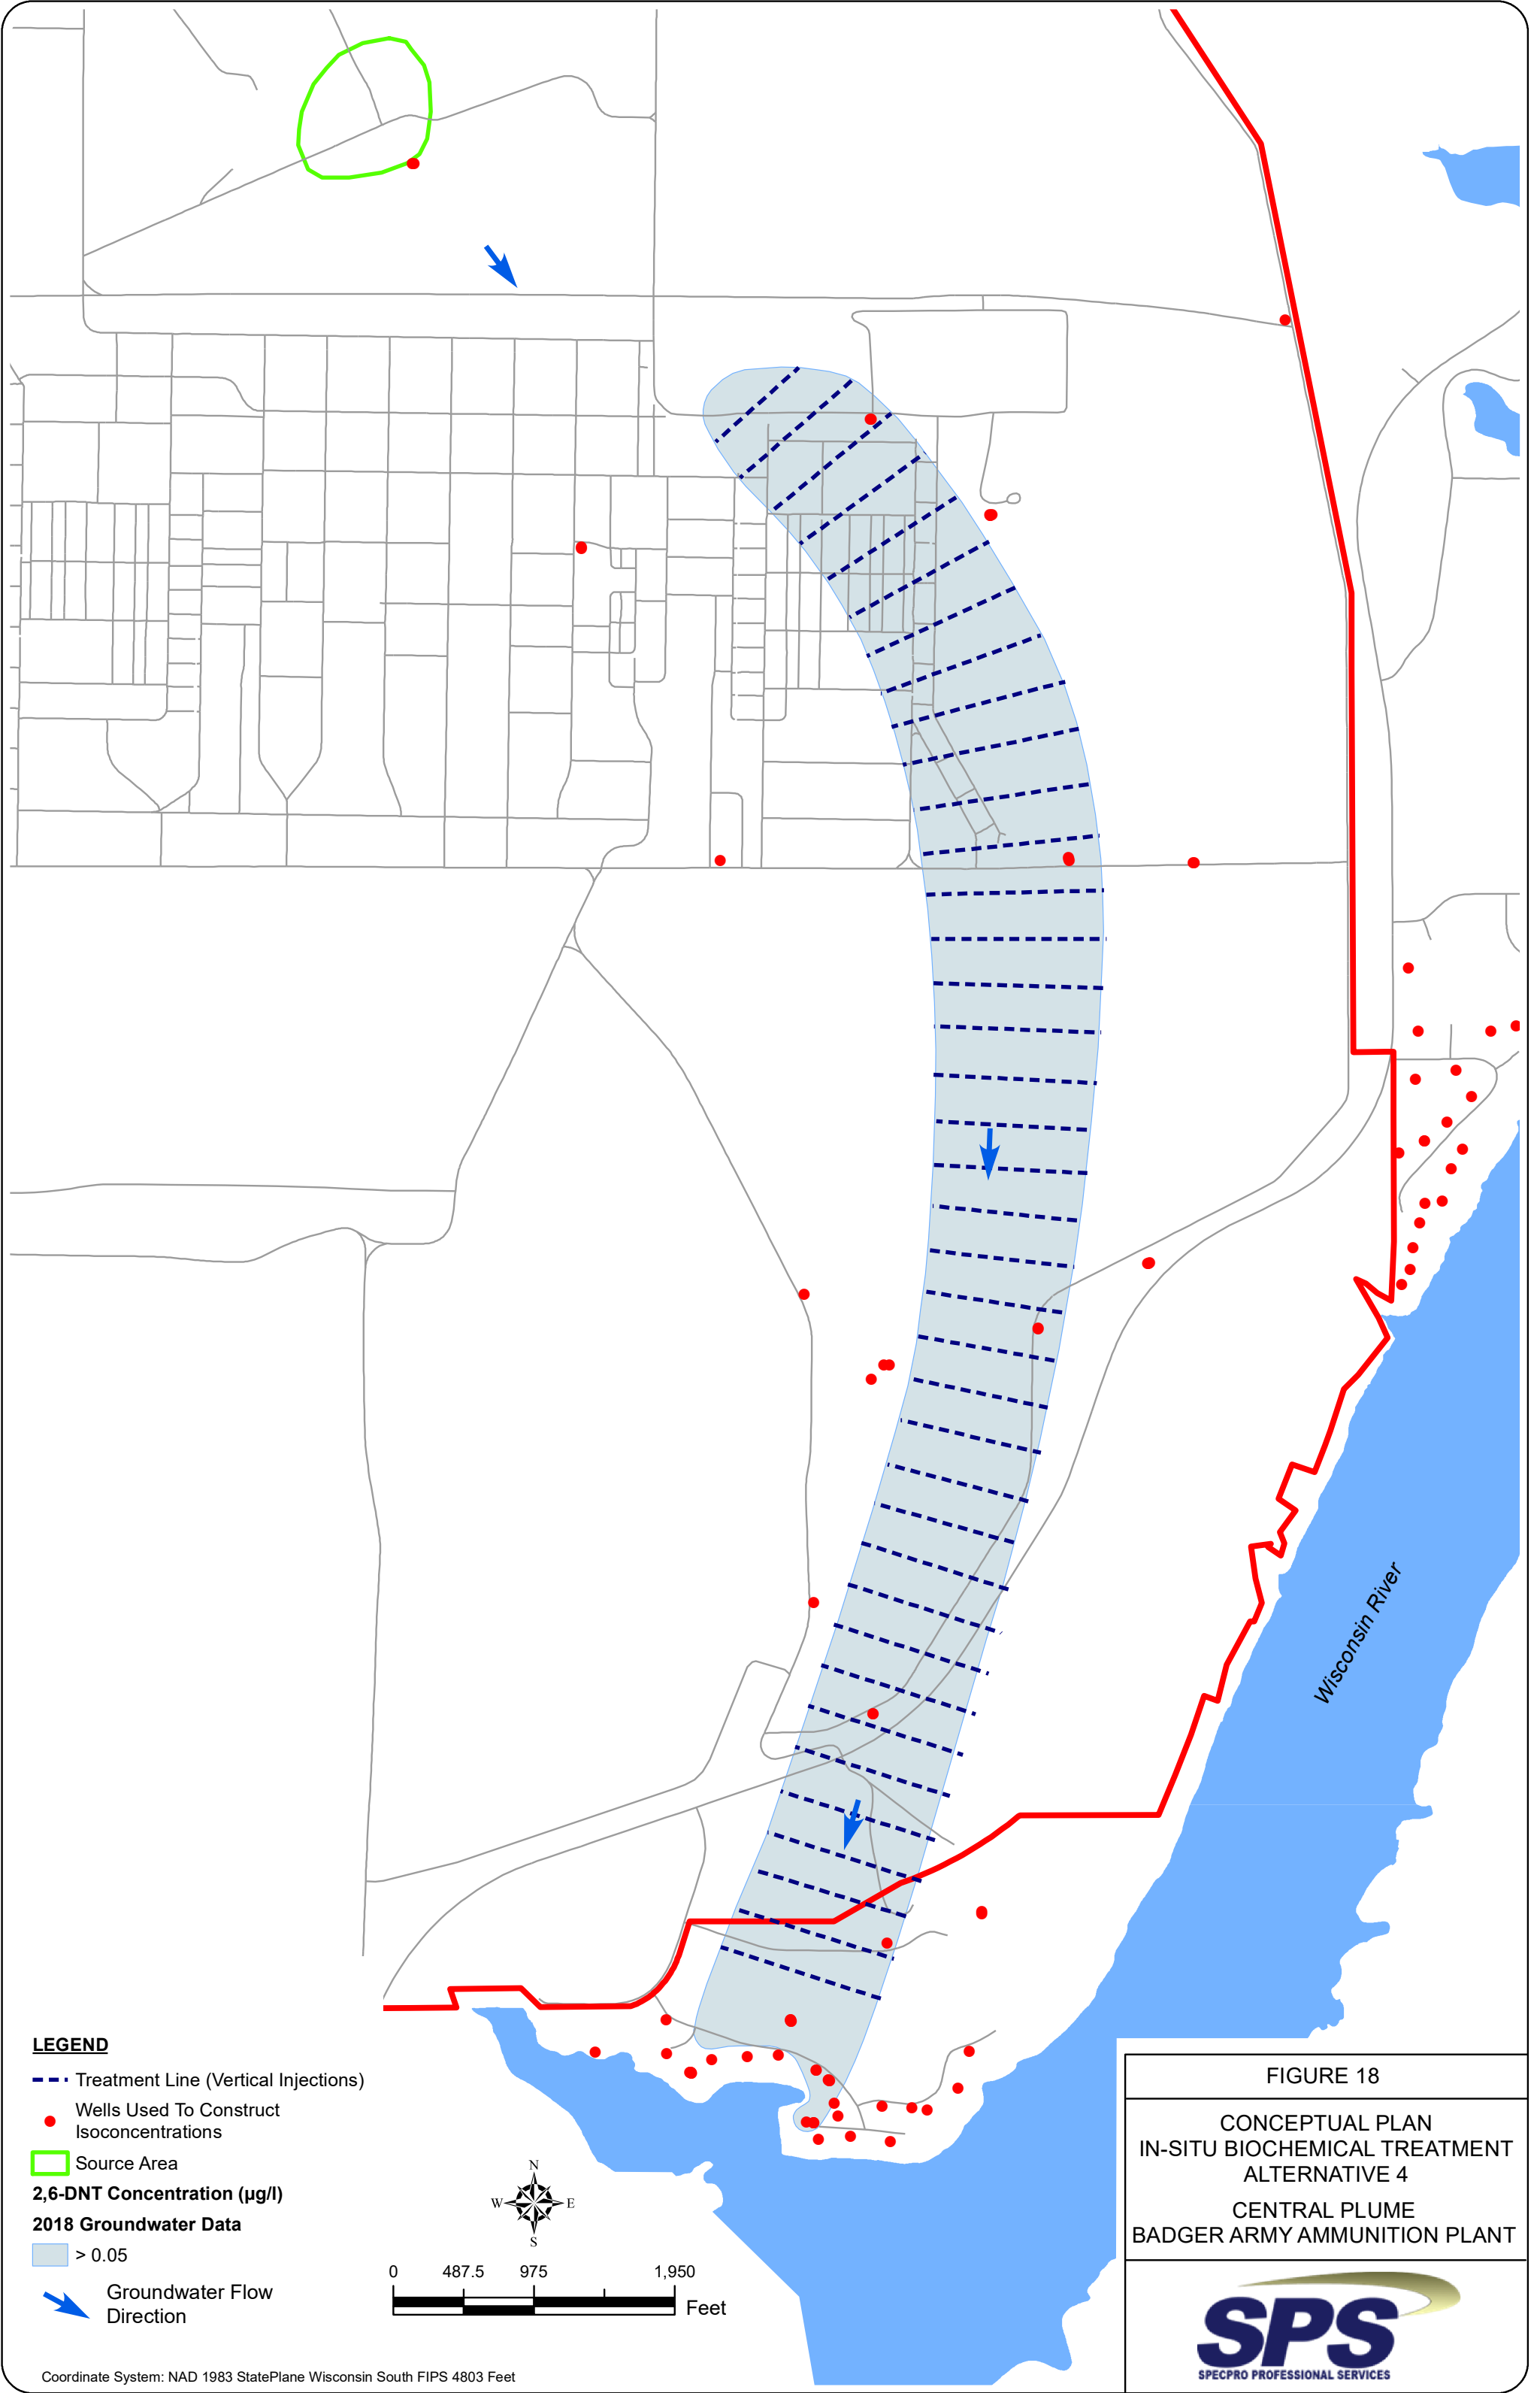 Wisconsin River
LEGEND
Treatment Line (Vertical Injections)
Wells Used To Construct
Isoconcentrations
Source Area
2,6-DNT Concentration (µg/l)
2018 Groundwater Data
> 0.05
Groundwater Flow
Direction
N
W E
S
0 487.5 975 1,950
Feet
Coordinate System: NAD 1983 StatePlane Wisconsin South FIPS 4803 Feet
FIGURE 18
CONCEPTUAL PLAN
IN-SITU BIOCHEMICAL TREATMENT
ALTERNATIVE 4
CENTRAL PLUME
BADGER ARMY AMMUNITION PLANT
SPS
SPECPRO PROFESSIONAL SERVICES